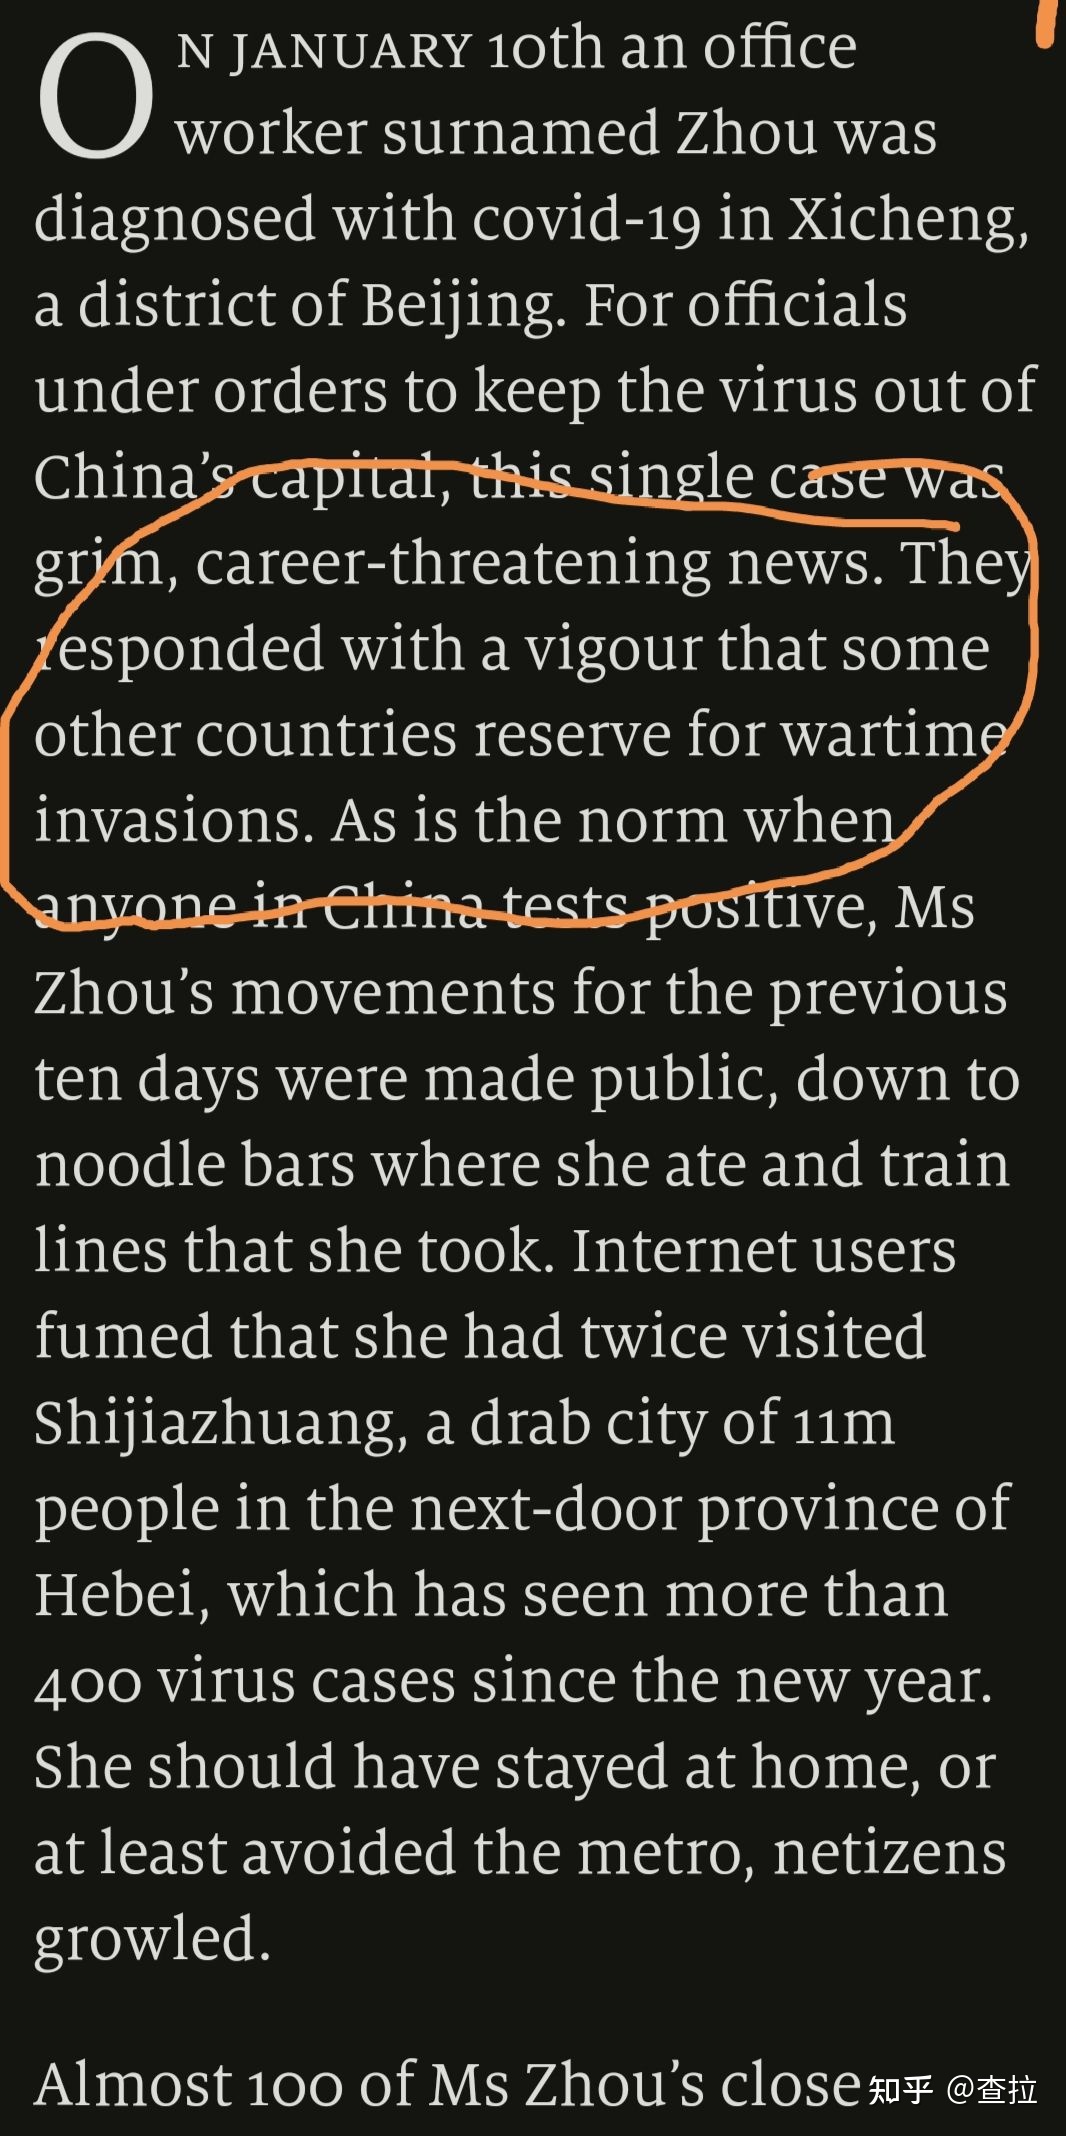 ON JANUARY 10th an office
worker surnamed Zhou was
diagnosed with covid-19 in Xicheng,
a district of Beijing. For officials
under orders to keep the virus out of
China’s capital, this single case was
grim, career-threatening news. They
responded with a vigour that some
other countries reserve for wartime
invasions. As is the norm when
anyone in China tests positive, Ms
Zhou’s movements for the previous
ten days were made public, down to
noodle bars where she ate and train
lines that she took. Internet users
fumed that she had twice visited
Shijiazhuang, a drab city of 11m
people in the next-door province of
Hebei, which has seen more than
400 virus cases since the new year.
She should have stayed at home, or
at least avoided the metro, netizens
growled.
Almost 100 of Ms Zhou’s close
知乎 @查拉